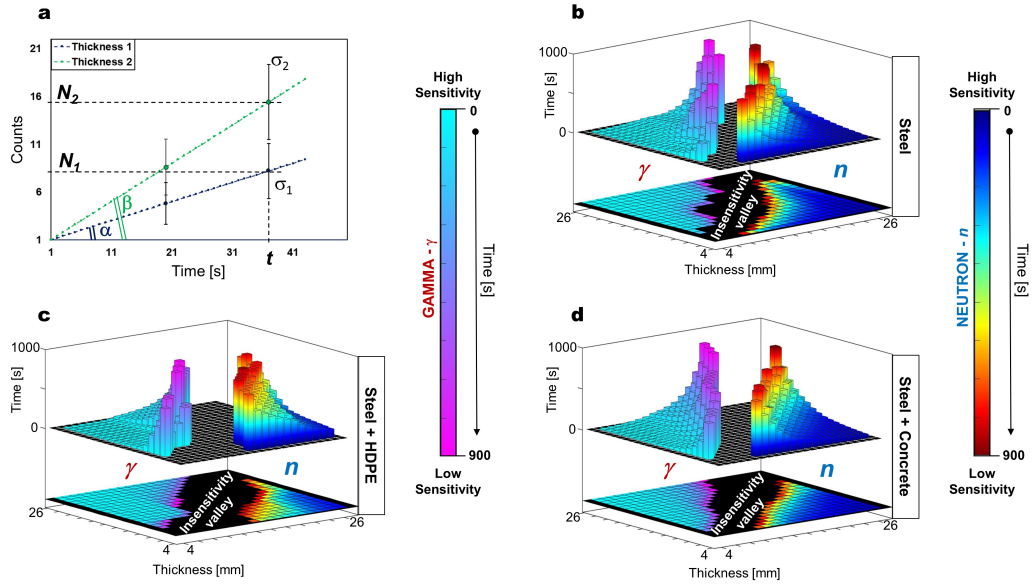 a
21
16
11
6
1
Counts
Thickness 1
Thickness 2
N2
N1
σ2
σ1
β
α
1
11
21
31
41
t
Time [s]
High
Sensitivity
0
GAMMA - γ
Time [s]
900
Low
Sensitivity
b
1000
0
Time [s]
γ
n
Insensitivity
valley
26
4
4
26
Thickness [mm]
Steel
High
Sensitivity
0
NEUTRON - n
Time [s]
900
Low
Sensitivity
c
1000
0
Time [s]
γ
n
Insensitivity
valley
26
4
4
26
Thickness [mm]
Steel + HDPE
d
1000
0
Time [s]
γ
n
Insensitivity
valley
26
4
4
26
Thickness [mm]
Steel + Concrete